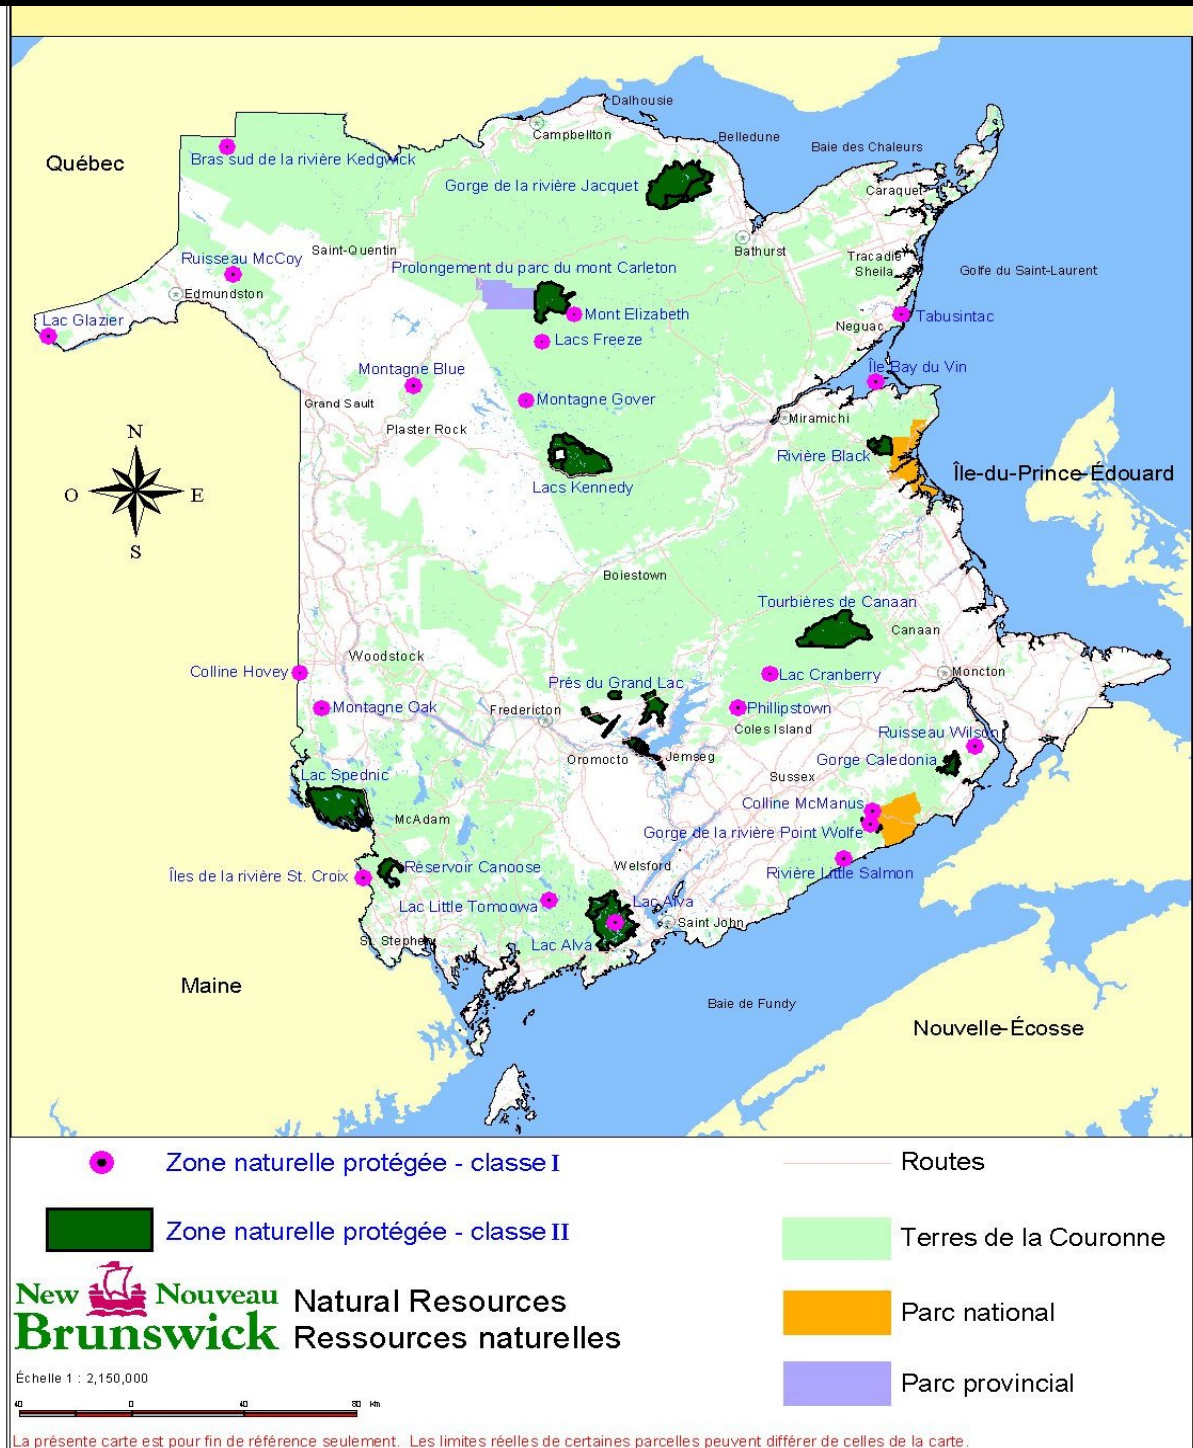 Dalhousie
Campbellton
Belledune
Baie des Chaleurs
Québec
Bras sud de la rivière Kedgwick
Gorge de la rivière Jacquet
Caraquet
Saint-Quentin
Bathurst
Ruisseau McCoy
Prolongement du parc du mont Carleton
Tracadie
Sheila
Golfe du Saint-Laurent
Edmundston
Lac Glazier
Mont Elizabeth
Tabusintac
Neguac
Lacs Freeze
Montagne Blue
Île Bay du Vin
Grand Sault
Montagne Gover
Miramichi
Plaster Rock
N
Rivière Black
Île-du-Prince-Édouard
Lacs Kennedy
O
E
S
Boiestown
Tourbières de Canaan
Canaan
Woodstock
Colline Hovey
Prés du Grand Lac
Lac Cranberry
Moncton
Montagne Oak
Fredericton
Phillipstown
Coles Island
Ruisseau Wilson
Oromocto
Jemseg
Gorge Caledonia
Lac Spednic
Sussex
Colline McManus
McAdam
Gorge de la rivière Point Wolfe
Îles de la rivière St. Croix
Réservoir Canoose
Welsford
Rivière Little Salmon
Lac Little Tomoowa
Lac Alva
Saint John
St. Stephen
Lac Alva
Maine
Baie de Fundy
Nouvelle-Écosse
Zone naturelle protégée - classe I
Routes
Zone naturelle protégée - classe II
Terres de la Couronne
New Nouveau
Brunswick
Natural Resources
Ressources naturelles
Parc national
Échelle 1 : 2,150,000
Parc provincial
40 0 40 80 Km
La présente carte est pour fin de référence seulement. Les limites réelles de certaines parcelles peuvent différer de celles de la carte.